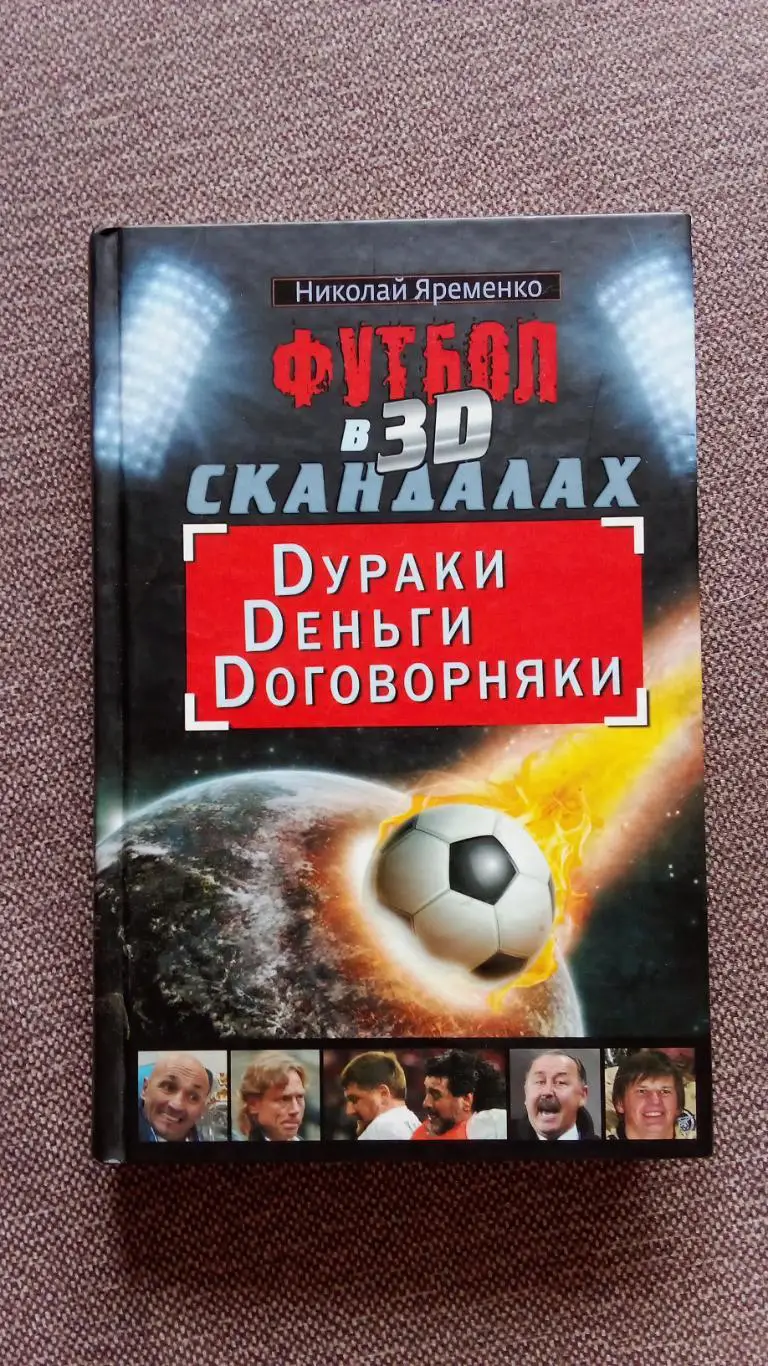 Николай Яременко
ФУТБОЛ
в 3D
СКАНДАЛАХ
DУРАКИ
DЕНЬГИ
DОГОВОРНЯКИ